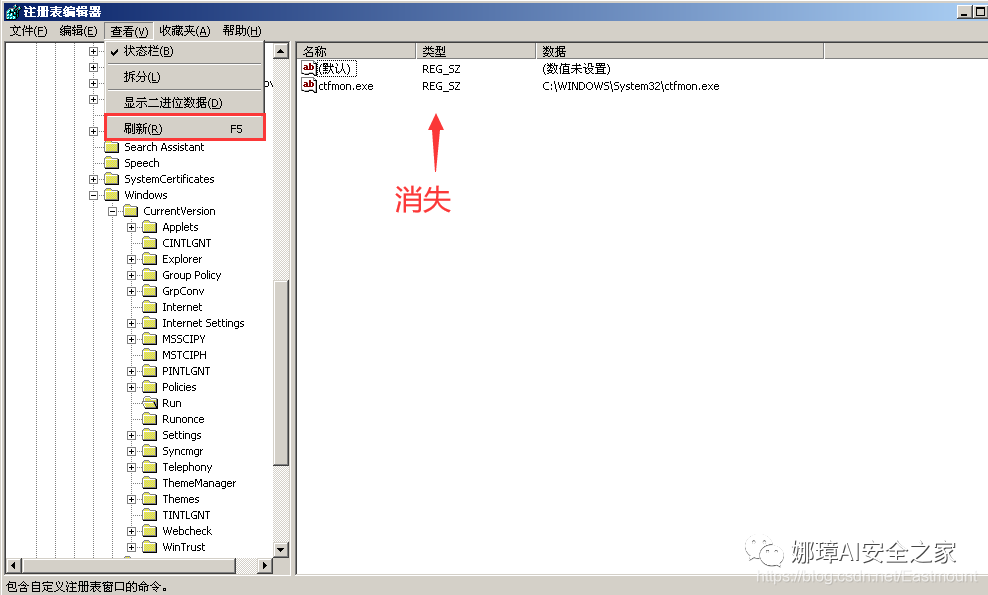 注册表编辑器
文件(F) 编辑(E) 查看(V) 收藏夹(A) 帮助(H)
状态栏(B)
拆分(L)
显示二进位数据(D)
刷新(R) F5
Search Assistant
Speech
SystemCertificates
Windows
CurrentVersion
Applets
CINTLGNT
Explorer
Group Policy
GrpConv
Internet
Internet Settings
MSSCIPY
MSTCIPH
PINTLGNT
Policies
Run
Runonce
Settings
Syncmgr
Telephony
ThemeManager
Themes
TINTLGNT
Webcheck
WinTrust
名称 类型 数据
ab (默认) REG_SZ (数值未设置)
ab ctfmon.exe REG_SZ C:\WINDOWS\System32\ctfmon.exe
消失
娜璋AI安全之家
https://blog.csdn.net/Eastmount
包含自定义注册表窗口的命令。